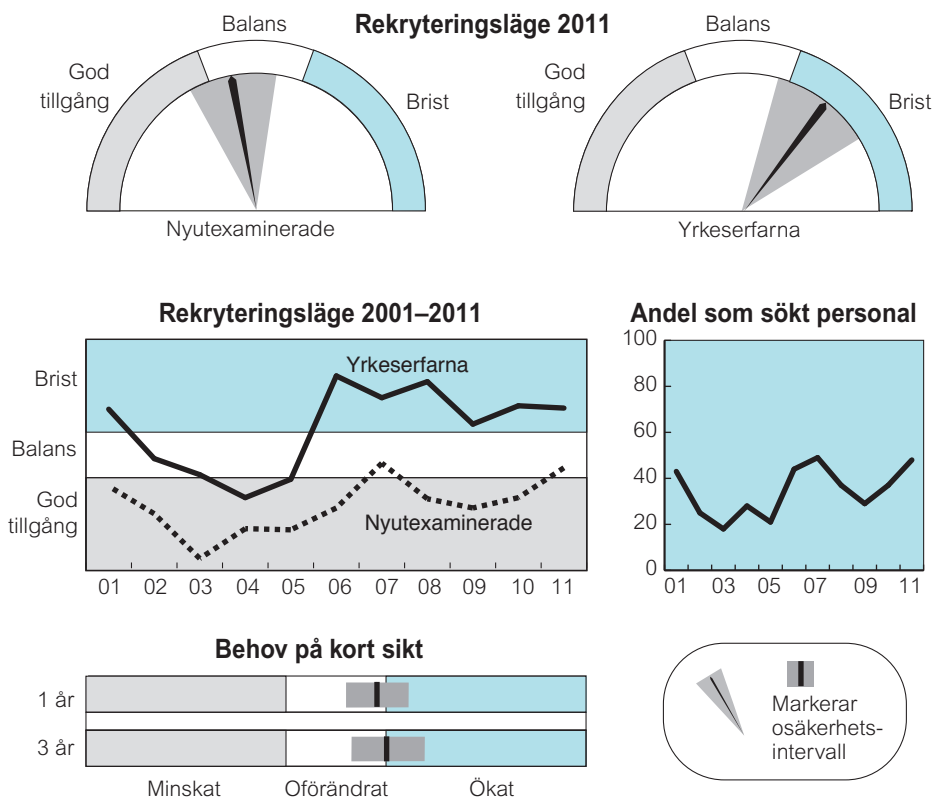 Rekryteringsläge 2011
Balans
God
tillgång
Brist
Nyutexaminerade
Balans
God
tillgång
Brist
Yrkeserfarna
Rekryteringsläge 2001–2011
Brist
Balans
God
tillgång
Yrkeserfarna
Nyutexaminerade
01 02 03 04 05 06 07 08 09 10 11
Andel som sökt personal
100
80
60
40
20
0
01 03 05 07 09 11
Behov på kort sikt
1 år
3 år
Minskat Oförändrat Ökat
Markerar
osäkerhets-
intervall